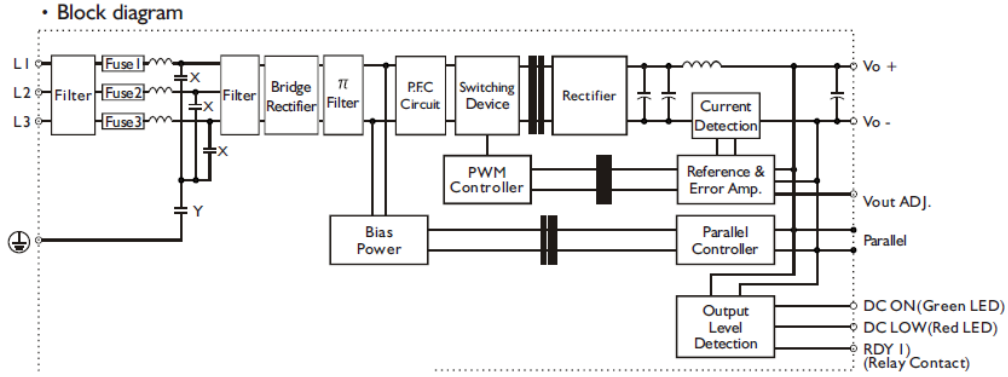 • Block diagram
L1
L2
L3
Filter
Fuse1
Fuse2
Fuse3
X
X
X
Y
Filter
Bridge
Rectifier
π
Filter
P.F.C
Circuit
Switching
Device
Rectifier
Current
Detection
PWM
Controller
Reference &
Error Amp.
Bias
Power
Parallel
Controller
Output
Level
Detection
Vo +
Vo -
Vout ADJ.
Parallel
DC ON(Green LED)
DC LOW(Red LED)
RDY 1)
(Relay Contact)